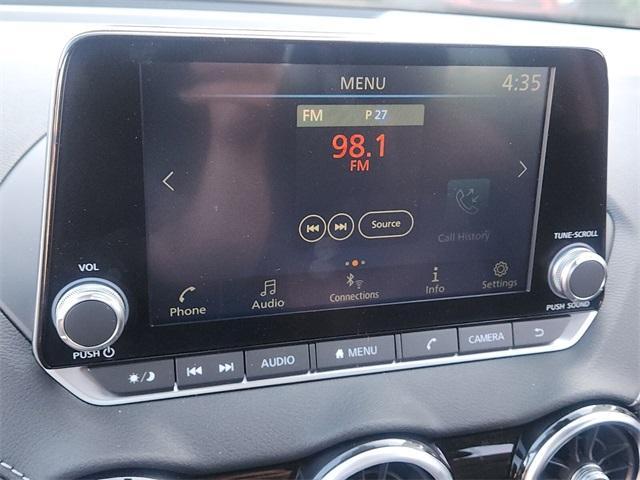 MENU 4:35
FM P 27
98.1
FM
Source
Call History
Phone Audio Connections Info Settings
VOL
PUSH
TUNE-SCROLL
PUSH SOUND
AUDIO MENU CAMERA